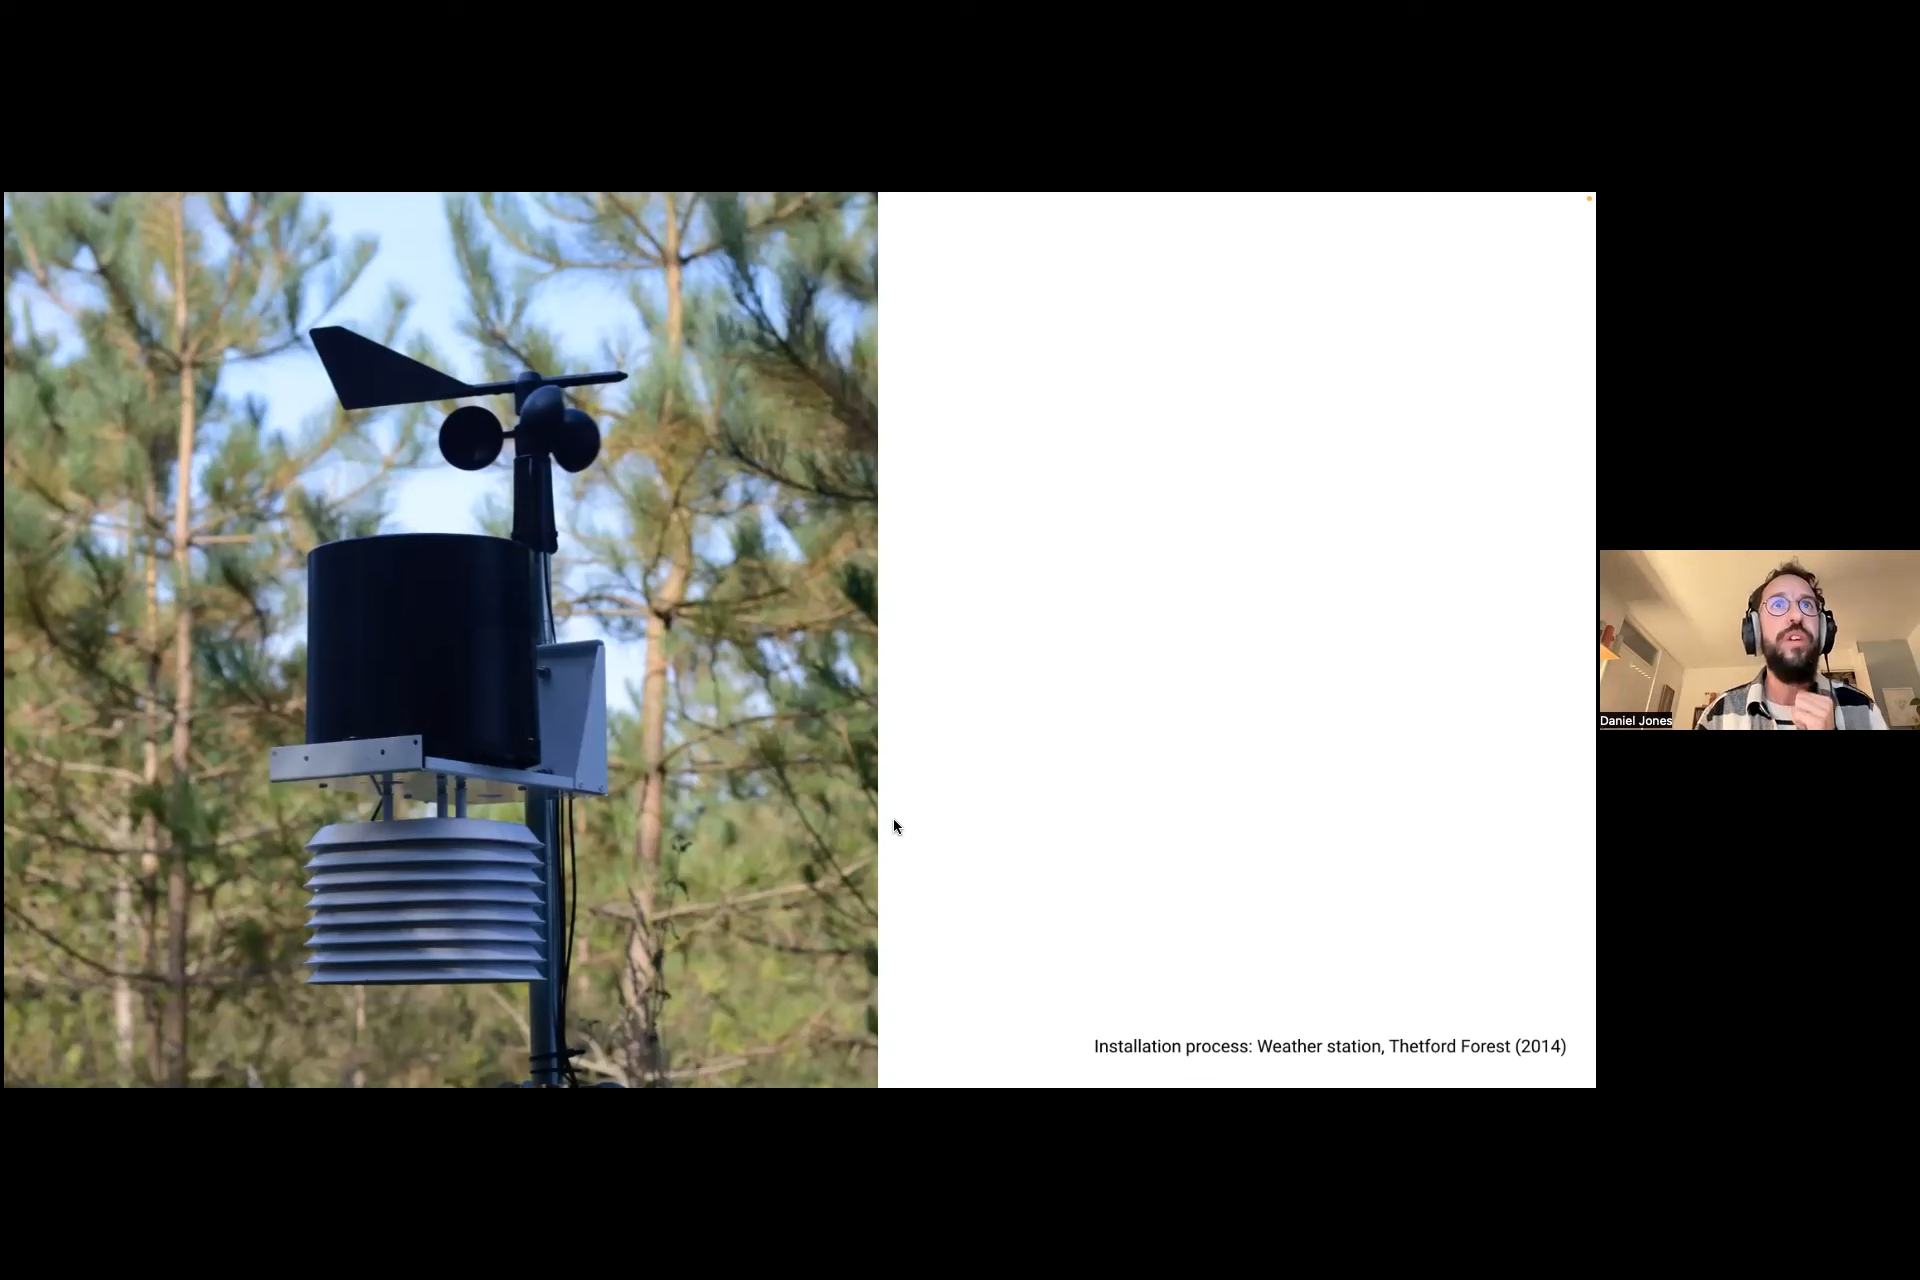 Installation process: Weather station, Thetford Forest (2014)
Daniel Jones